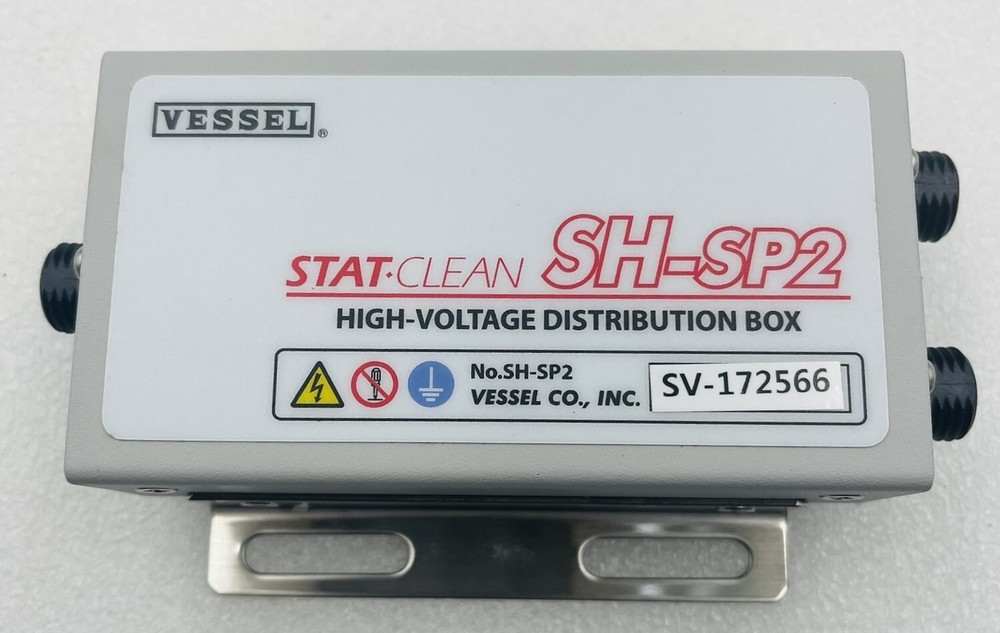 VESSEL®
STAT·CLEAN SH-SP2
HIGH-VOLTAGE DISTRIBUTION BOX
No.SH-SP2
VESSEL CO., INC.
SV-172566